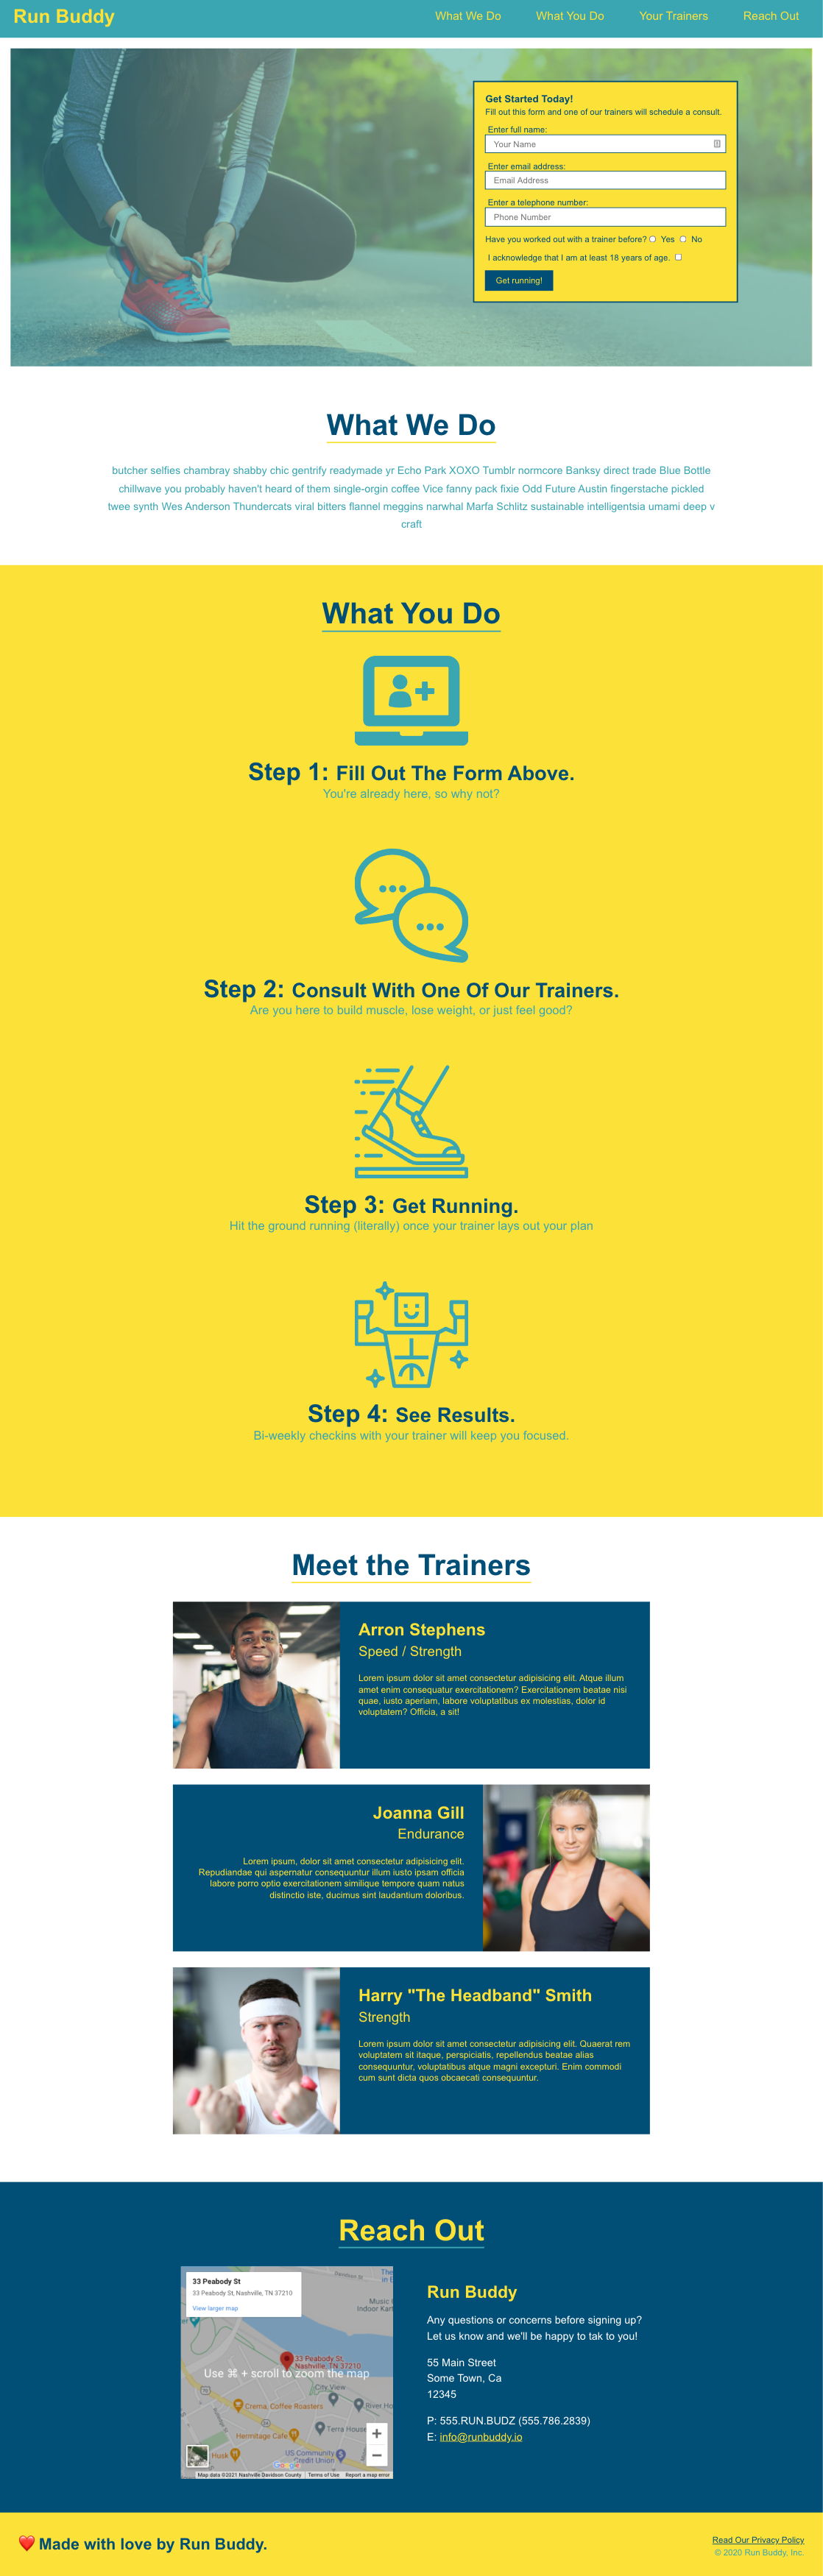 Run Buddy
What We Do
What You Do
Your Trainers
Reach Out
Get Started Today!
Fill out this form and one of our trainers will schedule a consult.
Enter full name:
Your Name
Enter email address:
Email Address
Enter a telephone number:
Phone Number
Have you worked out with a trainer before? Yes No
I acknowledge that I am at least 18 years of age.
Get running!
What We Do
butcher selfies chambray shabby chic gentrify readymade yr Echo Park XOXO Tumblr normcore Banksy direct trade Blue Bottle
chillwave you probably haven't heard of them single-orgin coffee Vice fanny pack fixie Odd Future Austin fingerstache pickled
twee synth Wes Anderson Thundercats viral bitters flannel meggins narwhal Marfa Schlitz sustainable intelligentsia umami deep v
craft
What You Do
Step 1: Fill Out The Form Above.
You're already here, so why not?
Step 2: Consult With One Of Our Trainers.
Are you here to build muscle, lose weight, or just feel good?
Step 3: Get Running.
Hit the ground running (literally) once your trainer lays out your plan
Step 4: See Results.
Bi-weekly checkins with your trainer will keep you focused.
Meet the Trainers
Arron Stephens
Speed / Strength
Lorem ipsum dolor sit amet consectetur adipisicing elit. Atque illum
amet enim consequatur exercitationem? Exercitationem beatae nisi
quae, iusto aperiam, labore voluptatibus ex molestias, dolor id
voluptatem? Officia, a sit!
Joanna Gill
Endurance
Lorem ipsum, dolor sit amet consectetur adipisicing elit.
Repudiandae qui aspernatur consequuntur illum iusto ipsam officia
labore porro optio exercitationem similique tempore quam natus
distinctio iste, ducimus sint laudantium doloribus.
Harry "The Headband" Smith
Strength
Lorem ipsum dolor sit amet consectetur adipisicing elit. Quaerat rem
voluptatem sit itaque, perspiciatis, repellendus beatae alias
consequuntur, voluptatibus atque magni excepturi. Enim commodi
cum sunt dicta quos obcaecati consequuntur.
Reach Out
33 Peabody St
33 Peabody St, Nashville, TN 37210
View larger map
Music
Indoor Kart
33 Peabody St,
Nashville, TN 37210
Use ⌘ + scroll to zoom the map
City View
Crema, Coffee Roasters
River Ho
Terra House
Hermitage Cafe
Husk
US Community
Credit Union
Google
Map data ©2021 Nashville Davidson County
Terms of Use
Report a map error
Run Buddy
Any questions or concerns before signing up?
Let us know and we'll be happy to tak to you!
55 Main Street
Some Town, Ca
12345
P: 555.RUN.BUDZ (555.786.2839)
E: info@runbuddy.io
❤️ Made with love by Run Buddy.
Read Our Privacy Policy
© 2020 Run Buddy, Inc.